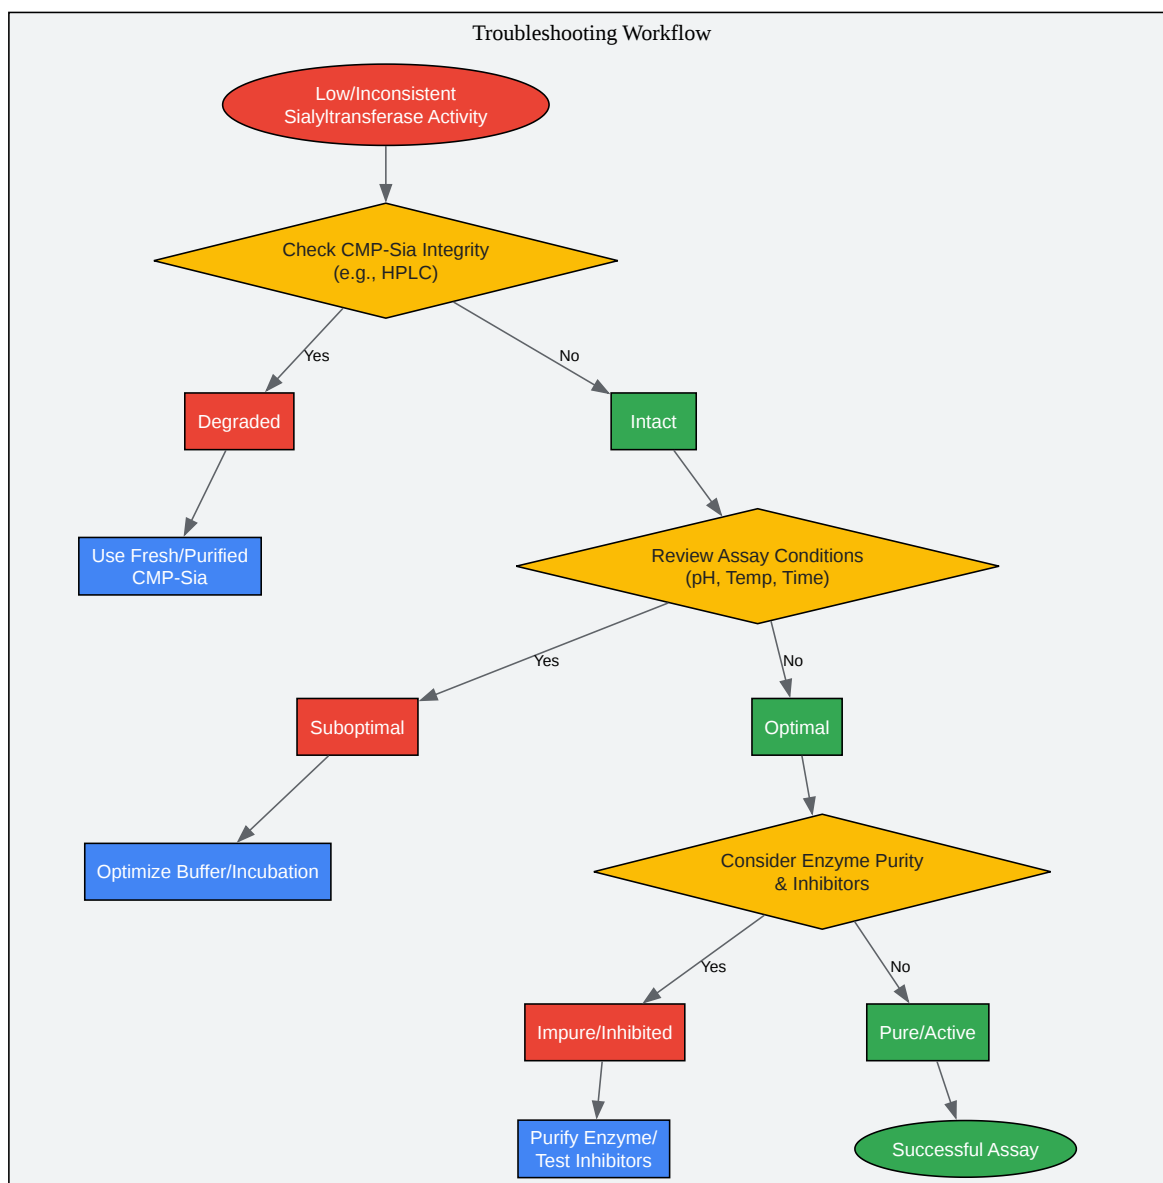 Troubleshooting Workflow
Low/Inconsistent
Sialyltransferase Activity
Check CMP-Sia Integrity
(e.g., HPLC)
Yes
No
Degraded
Intact
Use Fresh/Purified
CMP-Sia
Review Assay Conditions
(pH, Temp, Time)
Yes
No
Suboptimal
Optimal
Optimize Buffer/Incubation
Consider Enzyme Purity
& Inhibitors
Yes
No
Impure/Inhibited
Pure/Active
Purify Enzyme/
Test Inhibitors
Successful Assay